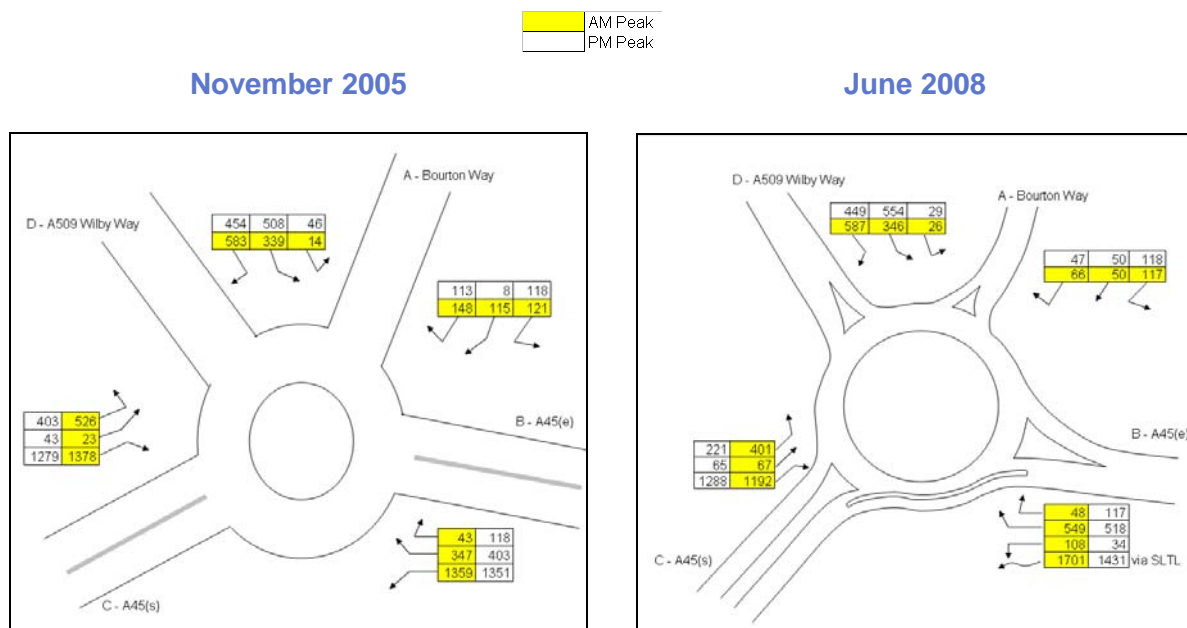 AM Peak
PM Peak
November 2005
June 2008
A - Bourton Way
D - A509 Wilby Way
454 508 46
583 339 14
113 8 118
148 115 121
403 526
43 23
1279 1378
B - A45(e)
43 118
347 403
1359 1351
C - A45(s)
D - A509 Wilby Way
A - Bourton Way
449 554 29
587 346 26
47 50 118
66 50 117
B - A45(e)
221 401
65 67
1288 1192
48 117
549 518
108 34
1701 1431 via SLTL
C - A45(s)